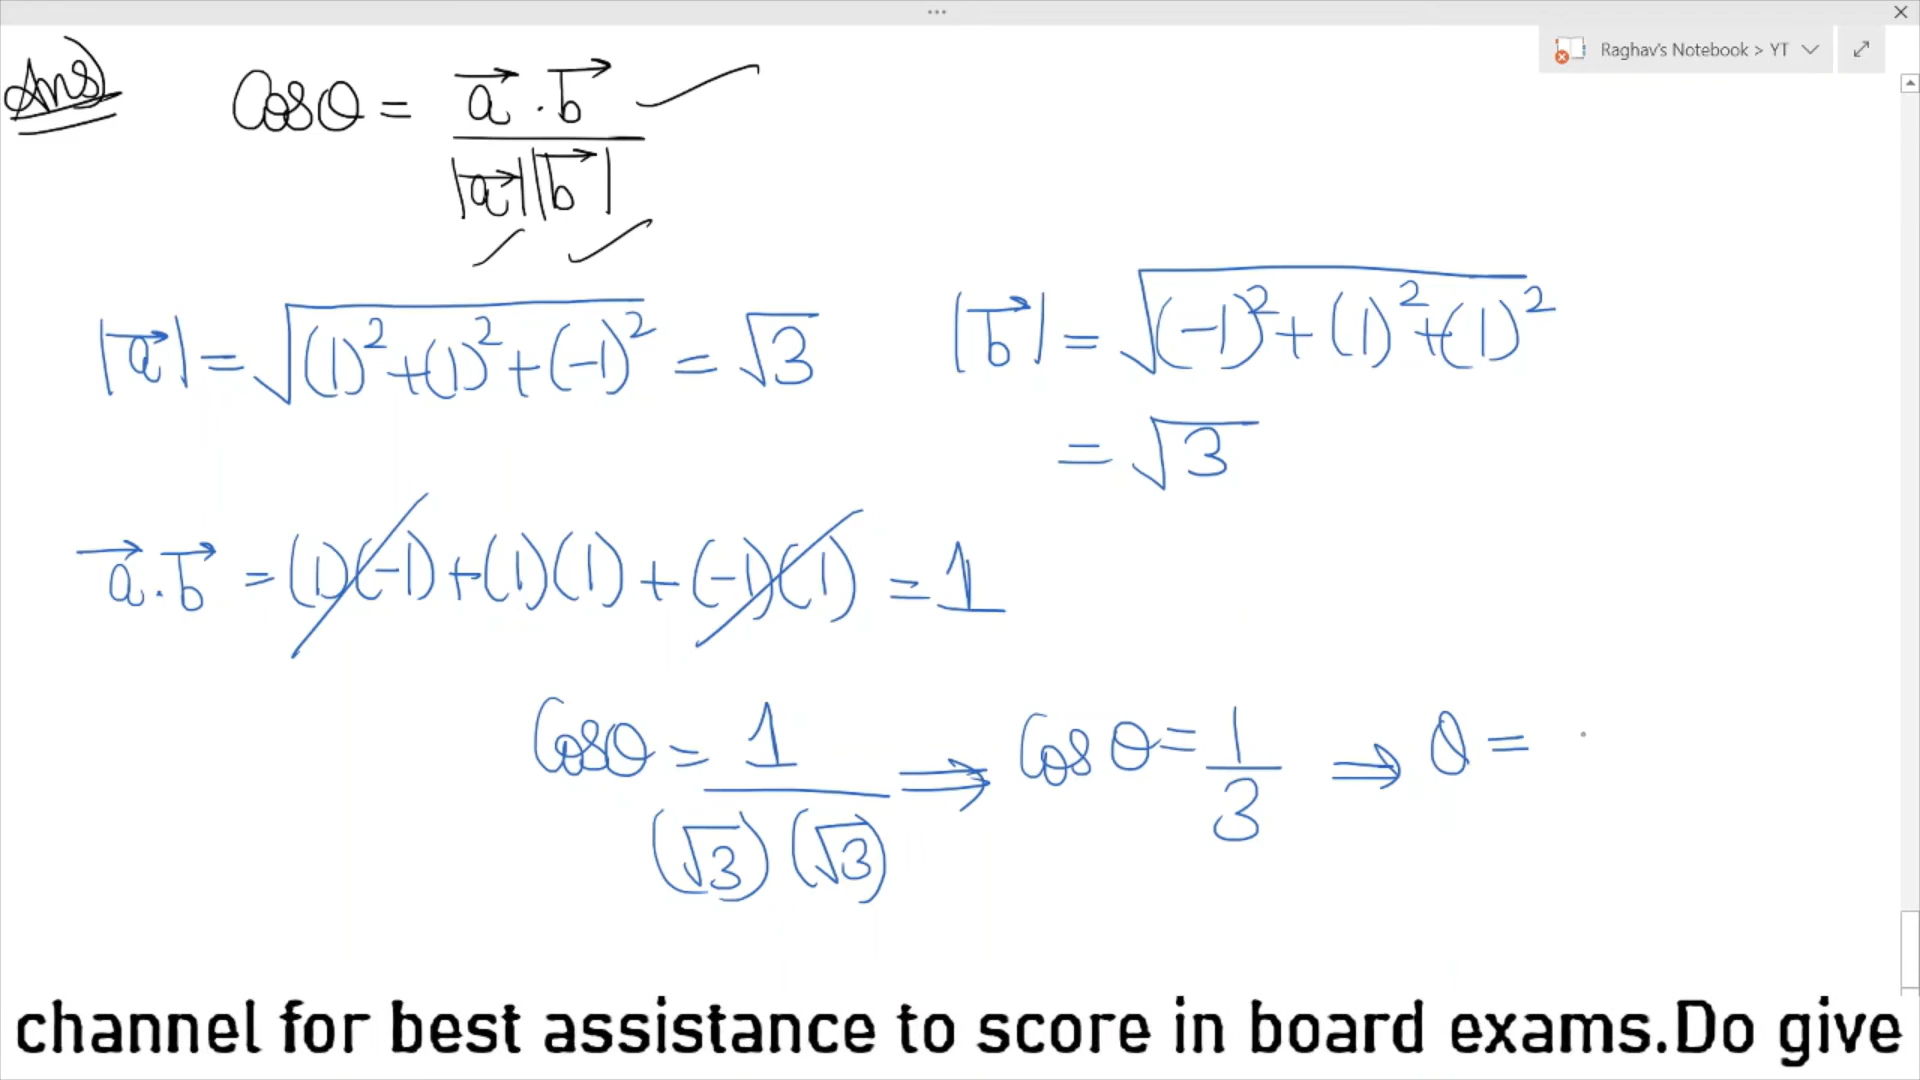 Raghav's Notebook > YT
Ans) Cosθ = a⃗ . b⃗ / |a⃗| |b⃗|
|a⃗| = √((1)² + (1)² + (-1)²) = √3
|b⃗| = √((-1)² + (1)² + (1)²)
= √3
a⃗ . b⃗ = (1)(-1) + (1)(1) + (-1)(1) = 1
Cosθ = 1 / (√3) (√3) ⇒ Cos θ = 1/3 ⇒ θ =
channel for best assistance to score in board exams.Do give